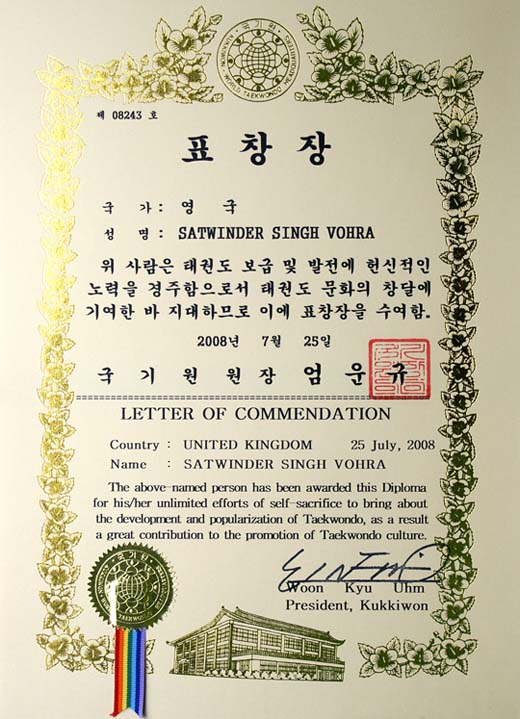 국기원
WORLD TAEKWONDO HEADQUARTERS
제 08243 호
표 창 장
국 가 : 영 국
성 명 : SATWINDER SINGH VOHRA
위 사람은 태권도 보급 및 발전에 헌신적인
노력을 경주함으로서 태권도 문화의 창달에
기여한 바 지대하므로 이에 표창장을 수여함.
2008년 7월 25일
국 기 원 원 장 엄 운 규
LETTER OF COMMENDATION
Country : UNITED KINGDOM 25 July, 2008
Name : SATWINDER SINGH VOHRA
The above-named person has been awarded this Diploma
for his/her unlimited efforts of self-sacrifice to bring about
the development and popularization of Taekwondo, as a result
a great contribution to the promotion of Taekwondo culture.
Woon Kyu Uhm
President, Kukkiwon